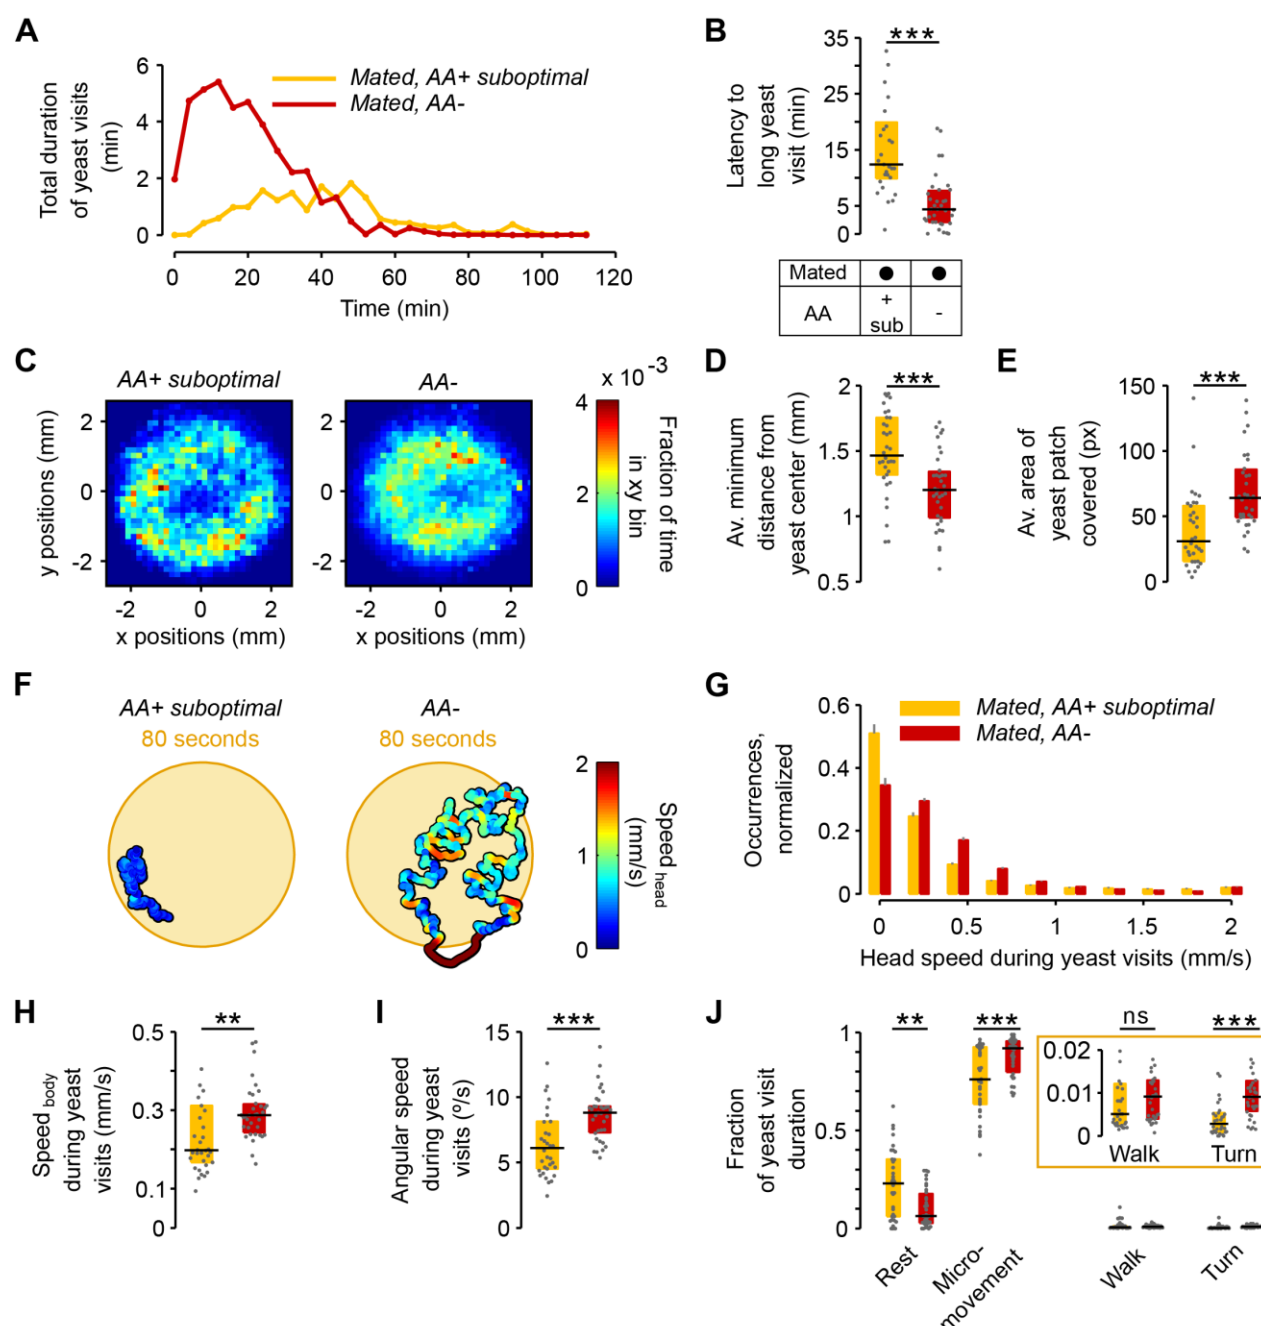 A
Total duration
of yeast visits
(min)
6
4
2
0
Mated, AA+ suboptimal
Mated, AA-
0 20 40 60 80 100 120
Time (min)
B
Latency to
long yeast
visit (min)
35
25
15
5
0
***
Mated ● ●
AA + sub -
C
AA+ suboptimal
AA-
y positions (mm)
2
0
-2
-2 0 2
x positions (mm)
2
0
-2
-2 0 2
x positions (mm)
x 10 -3
4
2
0
Fraction of time
in xy bin
D
Av. minimum
distance from
yeast center (mm)
2
1.5
1
0.5
***
E
Av. area of
yeast patch
covered (px)
150
100
50
0
***
F
AA+ suboptimal
80 seconds
AA-
80 seconds
2
1
0
Speed head
(mm/s)
G
Occurrences,
normalized
0.6
0.4
0.2
0
Mated, AA+ suboptimal
Mated, AA-
0 0.5 1 1.5 2
Head speed during yeast visits (mm/s)
H
Speed body
during yeast
visits (mm/s)
0.5
0.3
0.1
0
**
I
Angular speed
during yeast
visits (º/s)
15
10
5
0
***
J
Fraction
of yeast visit
duration
1
0.5
0
**
***
ns
***
0.02
0.01
0
Walk
Turn
Rest
Micro-
movement
Walk
Turn